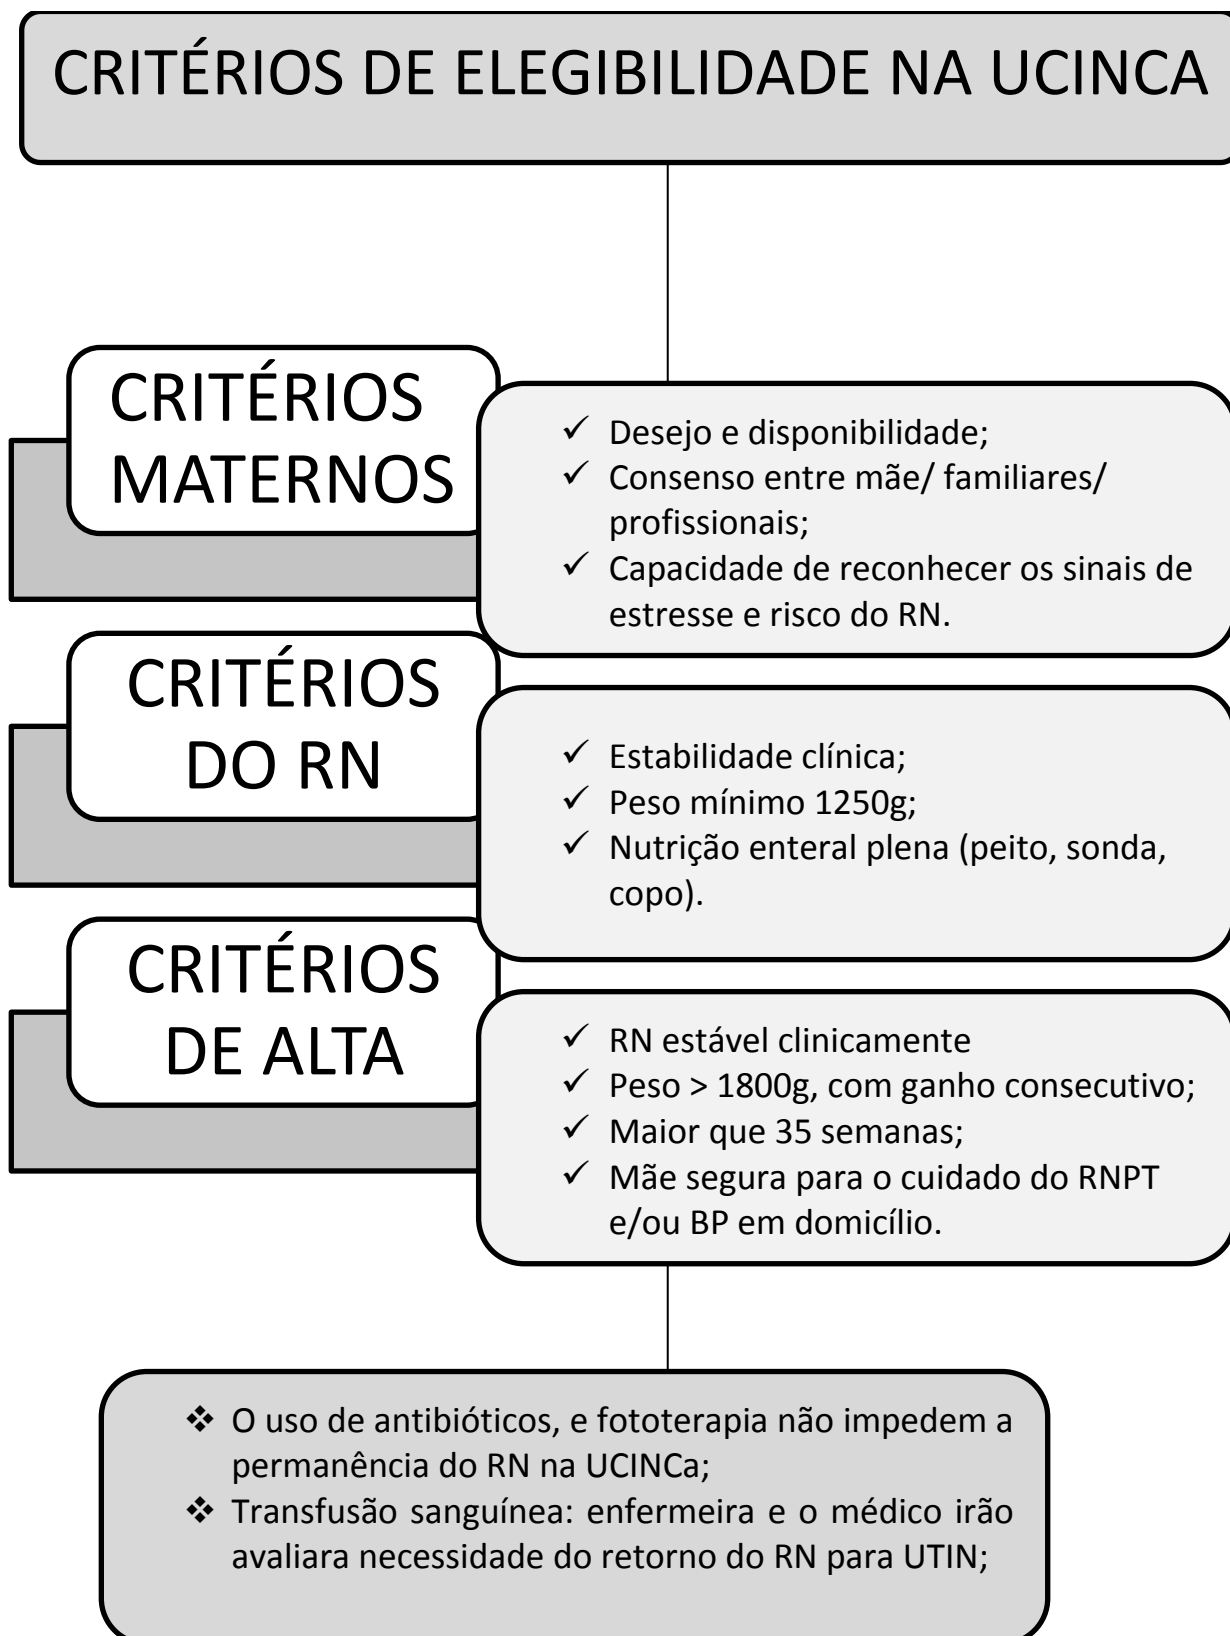 CRITÉRIOS DE ELEGIBILIDADE NA UCINCA
CRITÉRIOS
MATERNOS
✓ Desejo e disponibilidade;
✓ Consenso entre mãe/ familiares/
profissionais;
✓ Capacidade de reconhecer os sinais de
estresse e risco do RN.
CRITÉRIOS
DO RN
✓ Estabilidade clínica;
✓ Peso mínimo 1250g;
✓ Nutrição enteral plena (peito, sonda,
copo).
CRITÉRIOS
DE ALTA
✓ RN estável clinicamente
✓ Peso > 1800g, com ganho consecutivo;
✓ Maior que 35 semanas;
✓ Mãe segura para o cuidado do RNPT
e/ou BP em domicílio.
❖ O uso de antibióticos, e fototerapia não impedem a
permanência do RN na UCINCa;
❖ Transfusão sanguínea: enfermeira e o médico irão
avaliara necessidade do retorno do RN para UTIN;